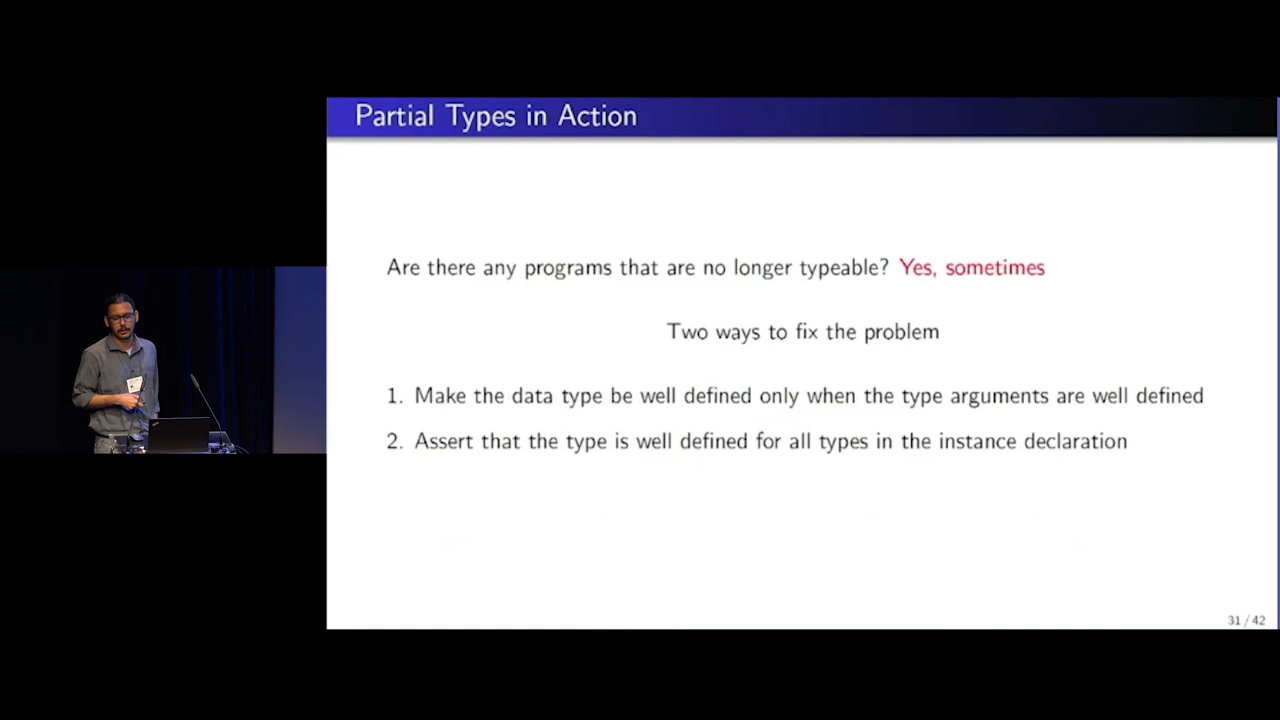 Partial Types in Action
Are there any programs that are no longer typeable? Yes, sometimes
Two ways to fix the problem
1. Make the data type be well defined only when the type arguments are well defined
2. Assert that the type is well defined for all types in the instance declaration
31 / 42